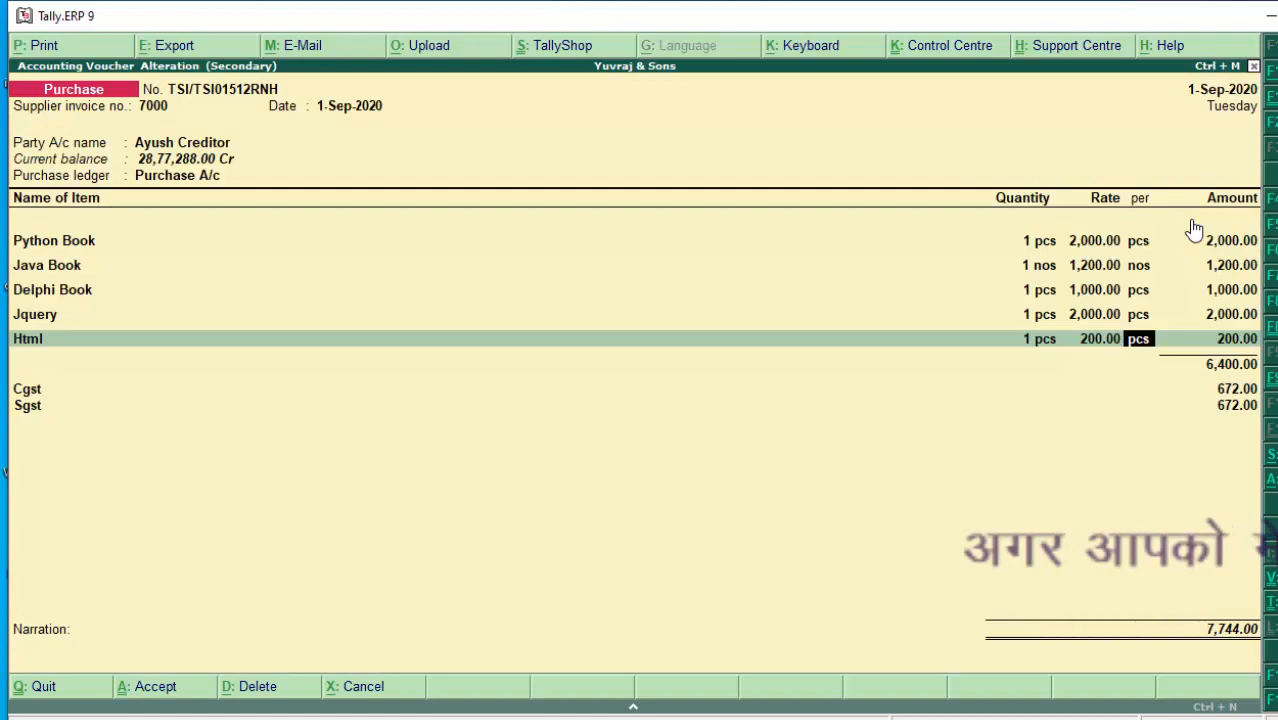 Tally.ERP 9
P: Print E: Export M: E-Mail O: Upload S: TallyShop G: Language K: Keyboard K: Control Centre H: Support Centre H: Help
Accounting Voucher Alteration (Secondary) Yuvraj & Sons Ctrl + M
Purchase No. TSI/TSI01512RNH 1-Sep-2020
Supplier invoice no.: 7000 Date : 1-Sep-2020 Tuesday
Party A/c name : Ayush Creditor
Current balance : 28,77,288.00 Cr
Purchase ledger : Purchase A/c
Name of Item Quantity Rate per Amount
Python Book 1 pcs 2,000.00 pcs 2,000.00
Java Book 1 nos 1,200.00 nos 1,200.00
Delphi Book 1 pcs 1,000.00 pcs 1,000.00
Jquery 1 pcs 2,000.00 pcs 2,000.00
Html 1 pcs 200.00 pcs 200.00
6,400.00
Cgst 672.00
Sgst 672.00
अगर आपको
Narration: 7,744.00
Q: Quit A: Accept D: Delete X: Cancel
Ctrl + N